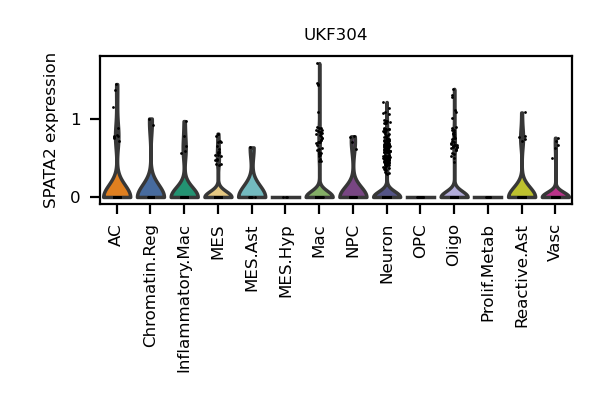 UKF304
SPATA2 expression
1
0
AC
Chromatin.Reg
Inflammatory.Mac
MES
MES.Ast
MES.Hyp
Mac
NPC
Neuron
OPC
Oligo
Prolif.Metab
Reactive.Ast
Vasc